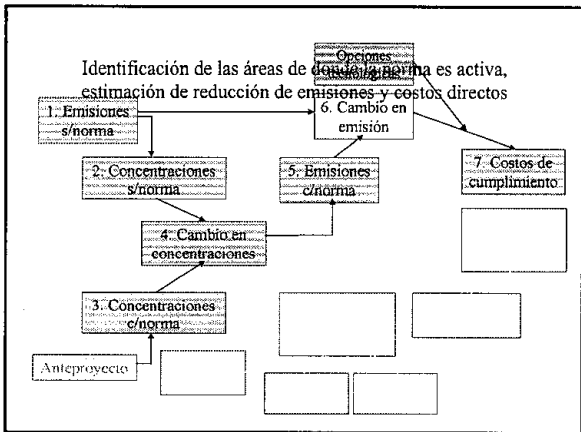 Opciones
Identificación de las áreas de donde la norma es activa,
estimación de reducción de emisiones y costos directos
1. Emisiones
s/norma
6. Cambio en
emisión
2. Concentraciones
s/norma
5. Emisiones
c/norma
7. Costos de
cumplimiento
4. Cambio en
concentraciones
3. Concentraciones
c/norma
Anteproyecto